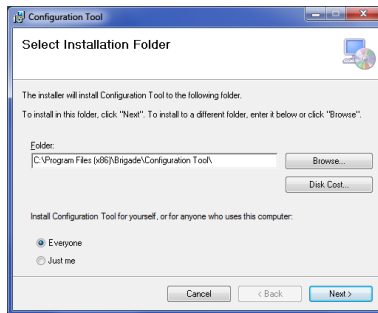 Configuration Tool
Select Installation Folder
The installer will install Configuration Tool to the following folder.
To install in this folder, click "Next". To install to a different folder, enter it below or click "Browse".
Folder:
C:\Program Files (x86)\Brigade\Configuration Tool\
Browse...
Disk Cost...
Install Configuration Tool for yourself, or for anyone who uses this computer:
Everyone
Just me
Cancel
< Back
Next >